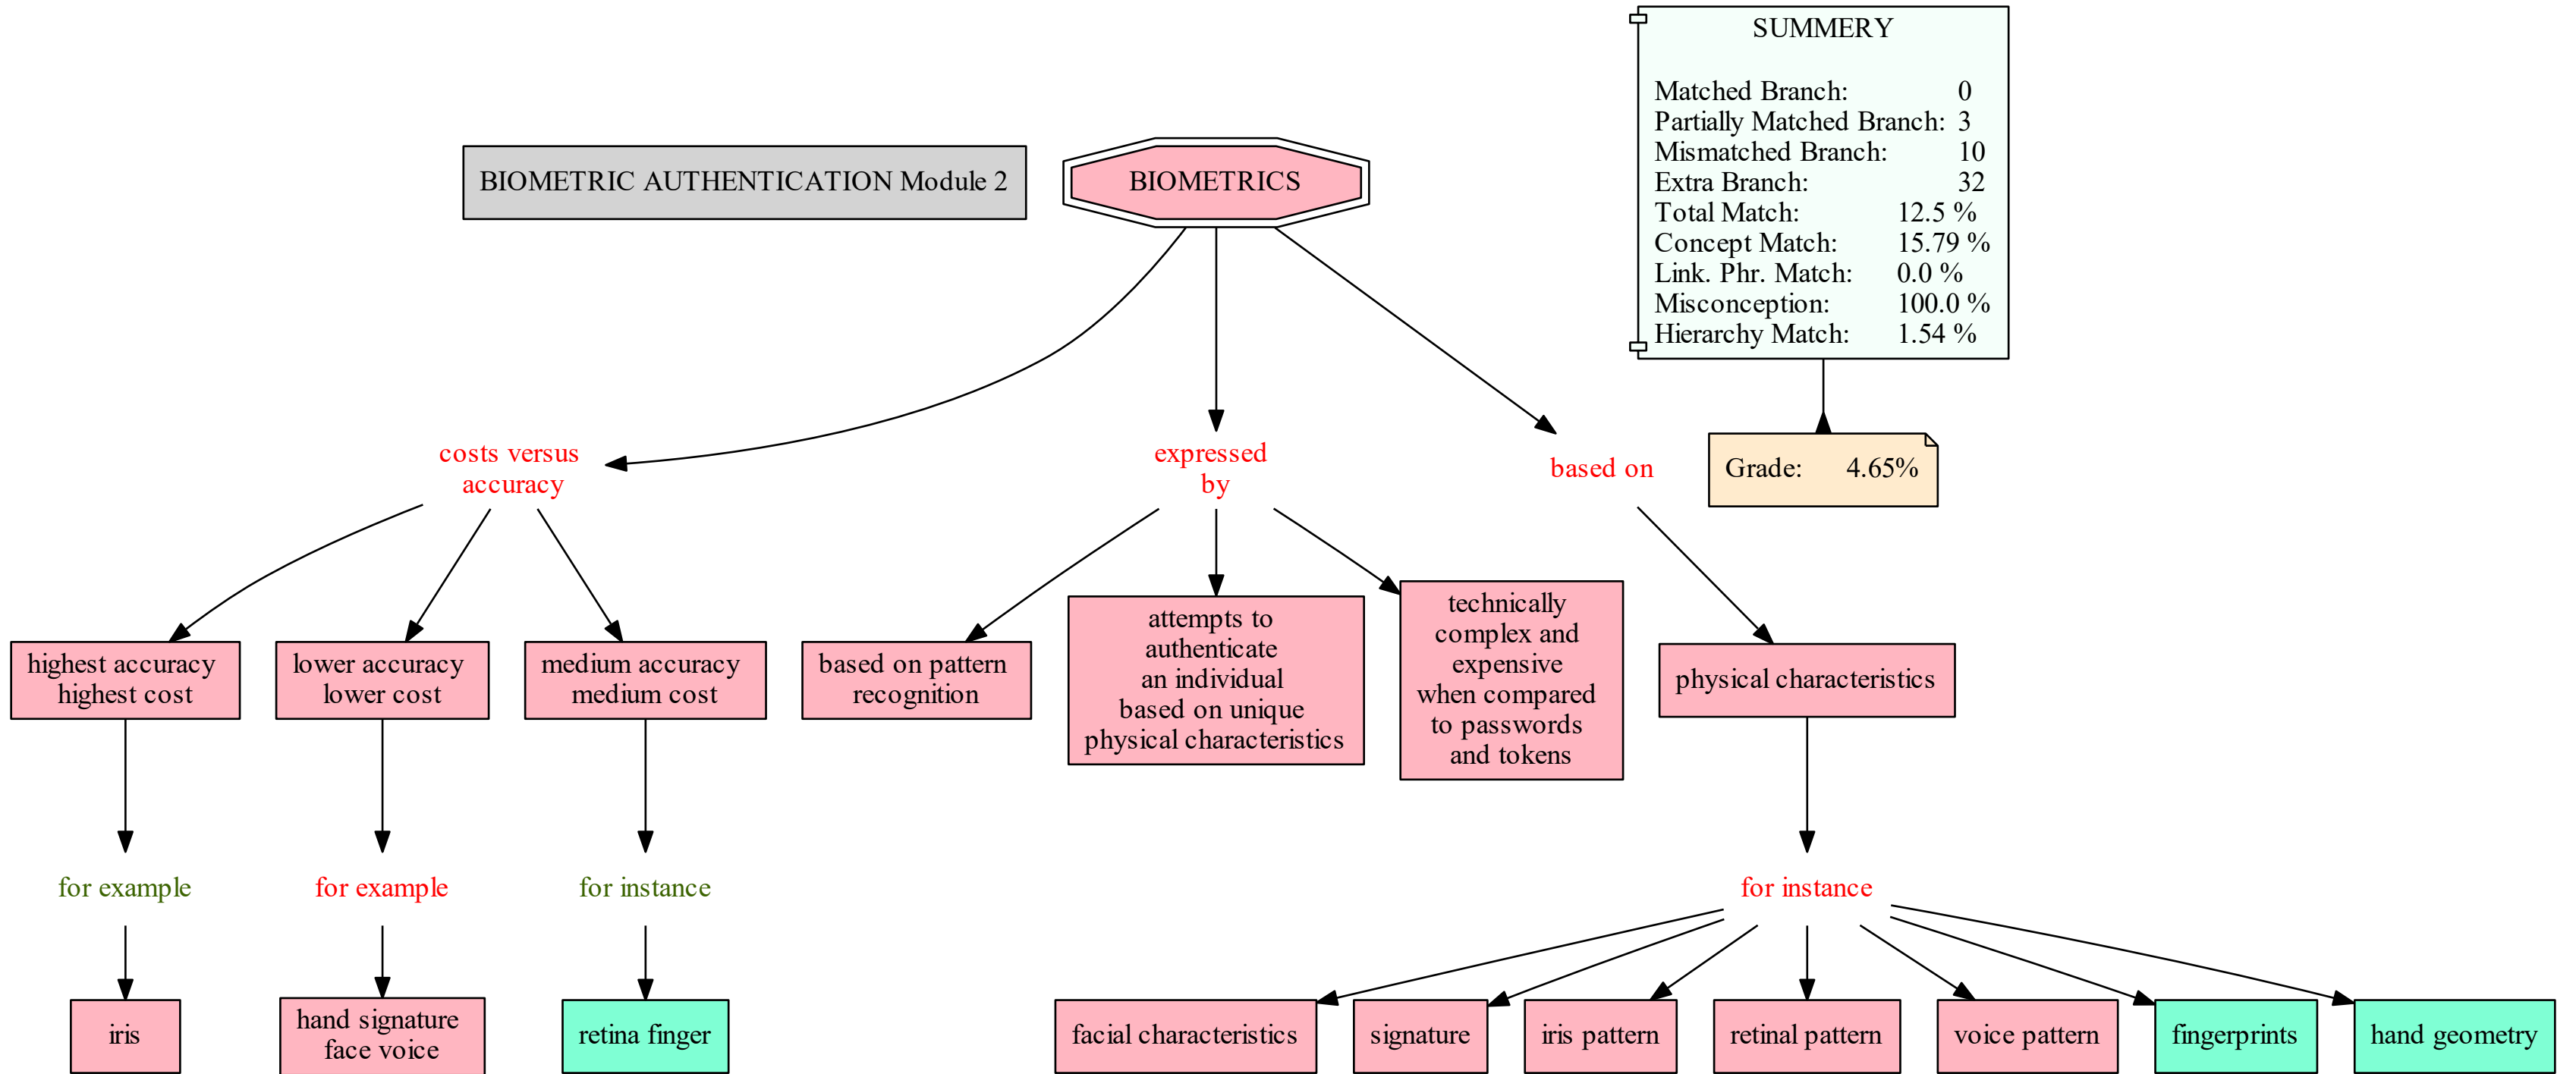 SUMMERY
Matched Branch: 0
Partially Matched Branch: 3
Mismatched Branch: 10
Extra Branch: 32
Total Match: 12.5 %
Concept Match: 15.79 %
Link. Phr. Match: 0.0 %
Misconception: 100.0 %
Hierarchy Match: 1.54 %
BIOMETRIC AUTHENTICATION Module 2
BIOMETRICS
costs versus
accuracy
expressed
by
based on
Grade: 4.65%
highest accuracy
highest cost
lower accuracy
lower cost
medium accuracy
medium cost
based on pattern
recognition
attempts to
authenticate
an individual
based on unique
physical characteristics
technically
complex and
expensive
when compared
to passwords
and tokens
physical characteristics
for example
for example
for instance
for instance
iris
hand signature
face voice
retina finger
facial characteristics
signature
iris pattern
retinal pattern
voice pattern
fingerprints
hand geometry